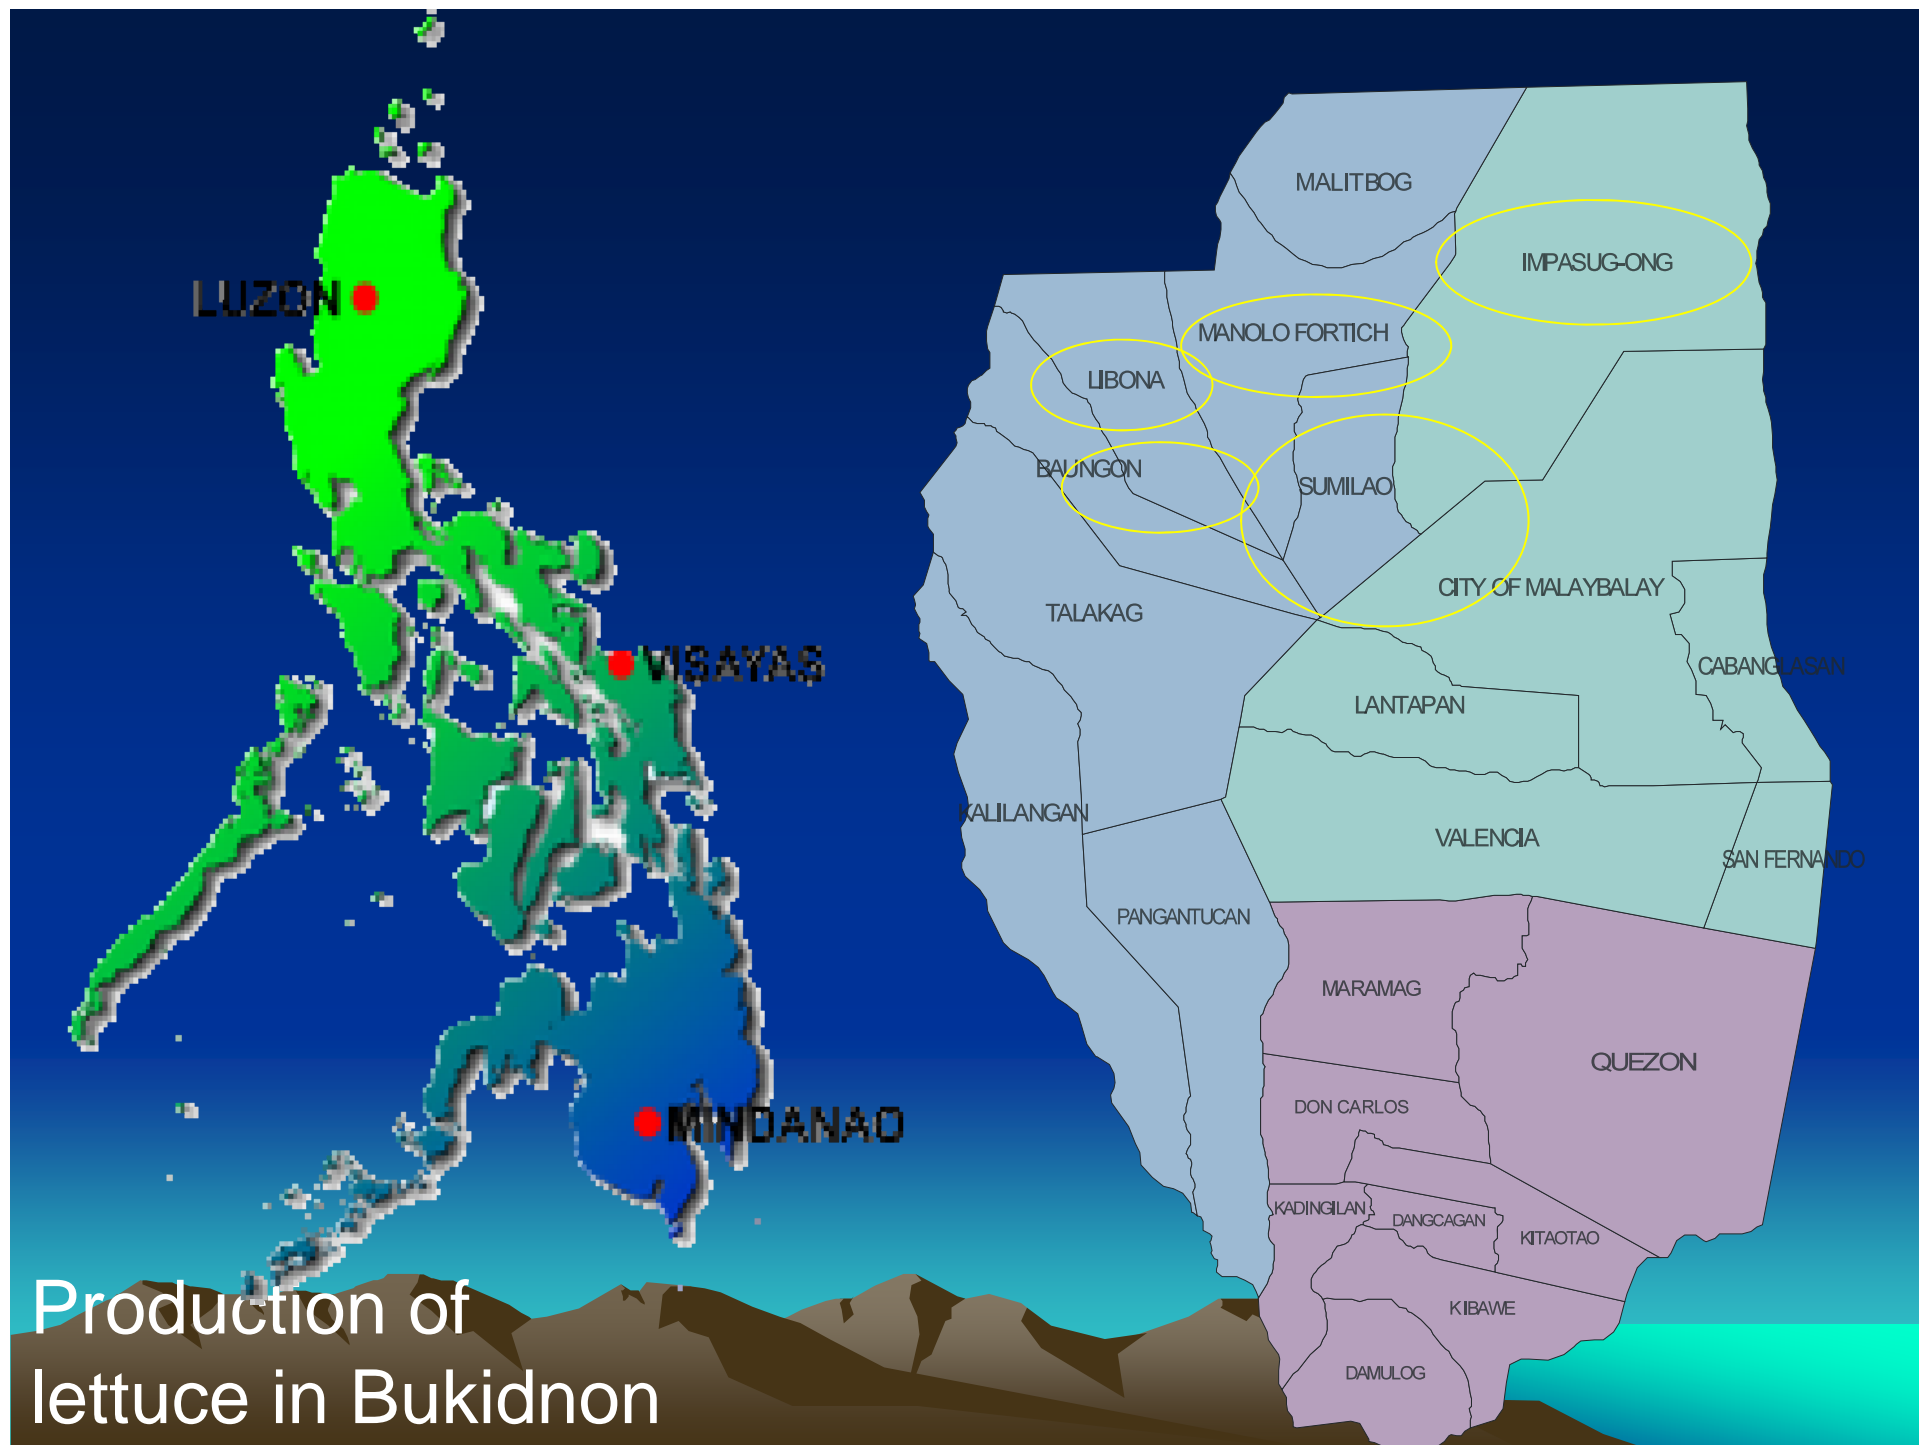 LUZON
VISAYAS
MINDANAO
Production of
lettuce in Bukidnon
MALITBOG
IMPASUG-ONG
MANOLO FORTICH
LIBONA
BAUNGON
SUMILAO
CITY OF MALAYBALAY
TALAKAG
CABANGLASAN
LANTAPAN
KALILANGAN
VALENCIA
SAN FERNANDO
PANGANTUCAN
MARAMAG
QUEZON
DON CARLOS
KADINGILAN
DANGCAGAN
KITAOTAO
KIBAWE
DAMULOG